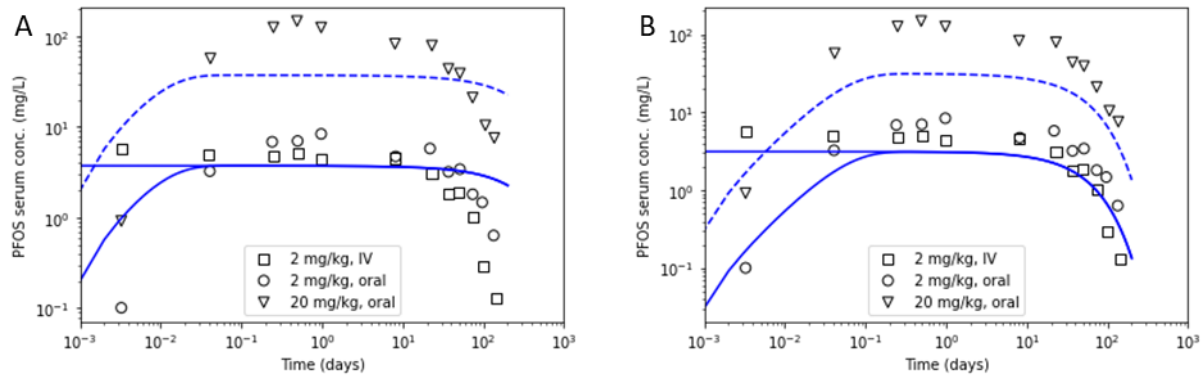 A
PFOS serum conc. (mg/L)
10²
10¹
10⁰
10⁻¹
□ 2 mg/kg, IV
○ 2 mg/kg, oral
▽ 20 mg/kg, oral
10⁻³ 10⁻² 10⁻¹ 10⁰ 10¹ 10² 10³
Time (days)
B
PFOS serum conc. (mg/L)
10²
10¹
10⁰
10⁻¹
□ 2 mg/kg, IV
○ 2 mg/kg, oral
▽ 20 mg/kg, oral
10⁻³ 10⁻² 10⁻¹ 10⁰ 10¹ 10² 10³
Time (days)